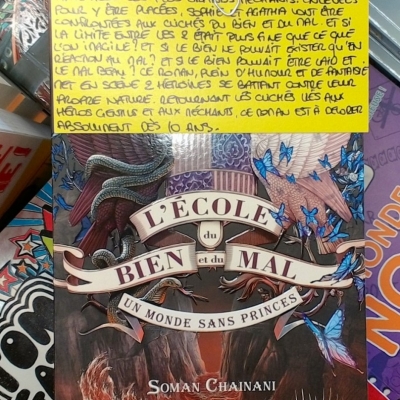 POUR Y ÊTRE PLACÉES, SOPHIE & AGATHA VONT ÊTRE
CONFRONTÉES AUX CLICHÉS DU BIEN ET DU MAL. ET SI
LA LIMITE ENTRE LES 2 ÉTAIT PLUS FINE QUE CE QUE
L'ON IMAGINE? ET SI LE BIEN NE POUVAIT EXISTER QU'EN
RÉACTION AU MAL? ET SI LE BIEN POUVAIT ÊTRE LAID ET
LE MAL BEAU? CE ROMAN, PLEIN D'HUMOUR ET DE FANTAISIE
MET EN SCÈNE 2 HÉROÏNES SE BATTANT CONTRE LEUR
PROPRE NATURE. RETOURNANT LES CLICHÉS LIÉS AUX
HÉROS GENTILS ET AUX MÉCHANTS, CE ROMAN EST À DÉVORER
ABSOLUMENT DÈS 10 ANS.
L'ÉCOLE
du
BIEN et du MAL
UN MONDE SANS PRINCES
SOMAN CHAINANI